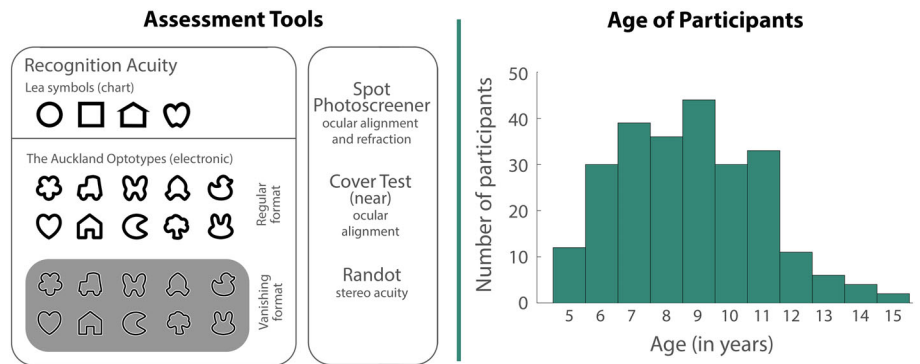 Assessment Tools
Recognition Acuity
Lea symbols (chart)
The Auckland Optotypes (electronic)
Regular
format
Vanishing
format
Spot
Photoscreener
ocular alignment
and refraction
Cover Test
(near)
ocular
alignment
Randot
stereo acuity
Age of Participants
Number of participants
50
40
30
20
10
0
5 6 7 8 9 10 11 12 13 14 15
Age (in years)